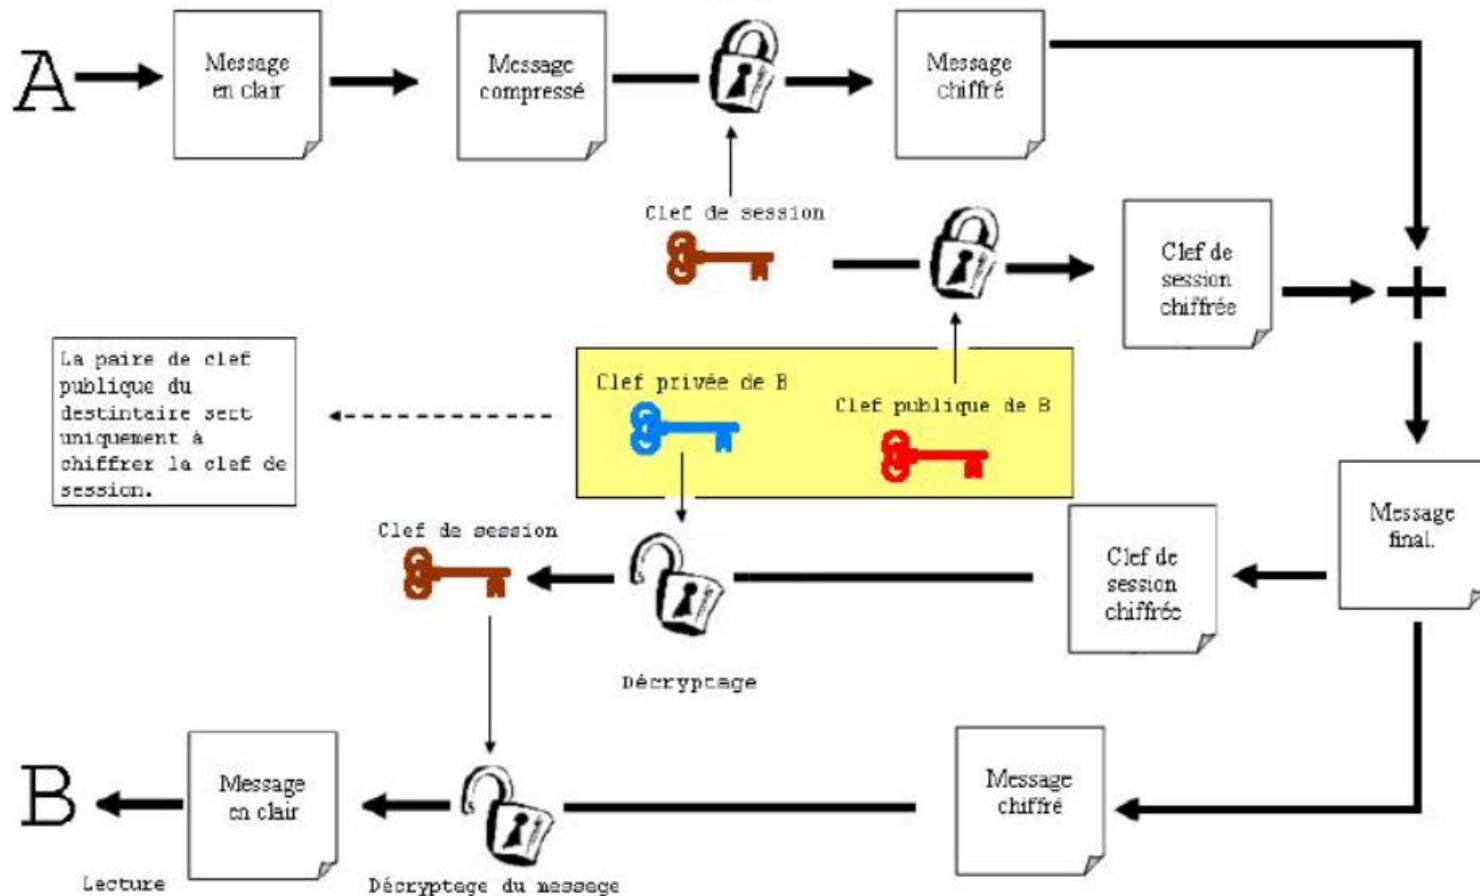 A
Message
en clair
Message
compressé
Message
chiffré
Clef de session
Clef de
session
chiffrée
La paire de clef
publique du
destintaire sect
uniquement à
chiffrer la clef de
session.
Clef privée de B
Clef publique de B
Message
final.
Clef de session
Clef de
session
chiffrée
Décryptage
B
Message
en clair
Message
chiffré
Lecture
Décryptage du message